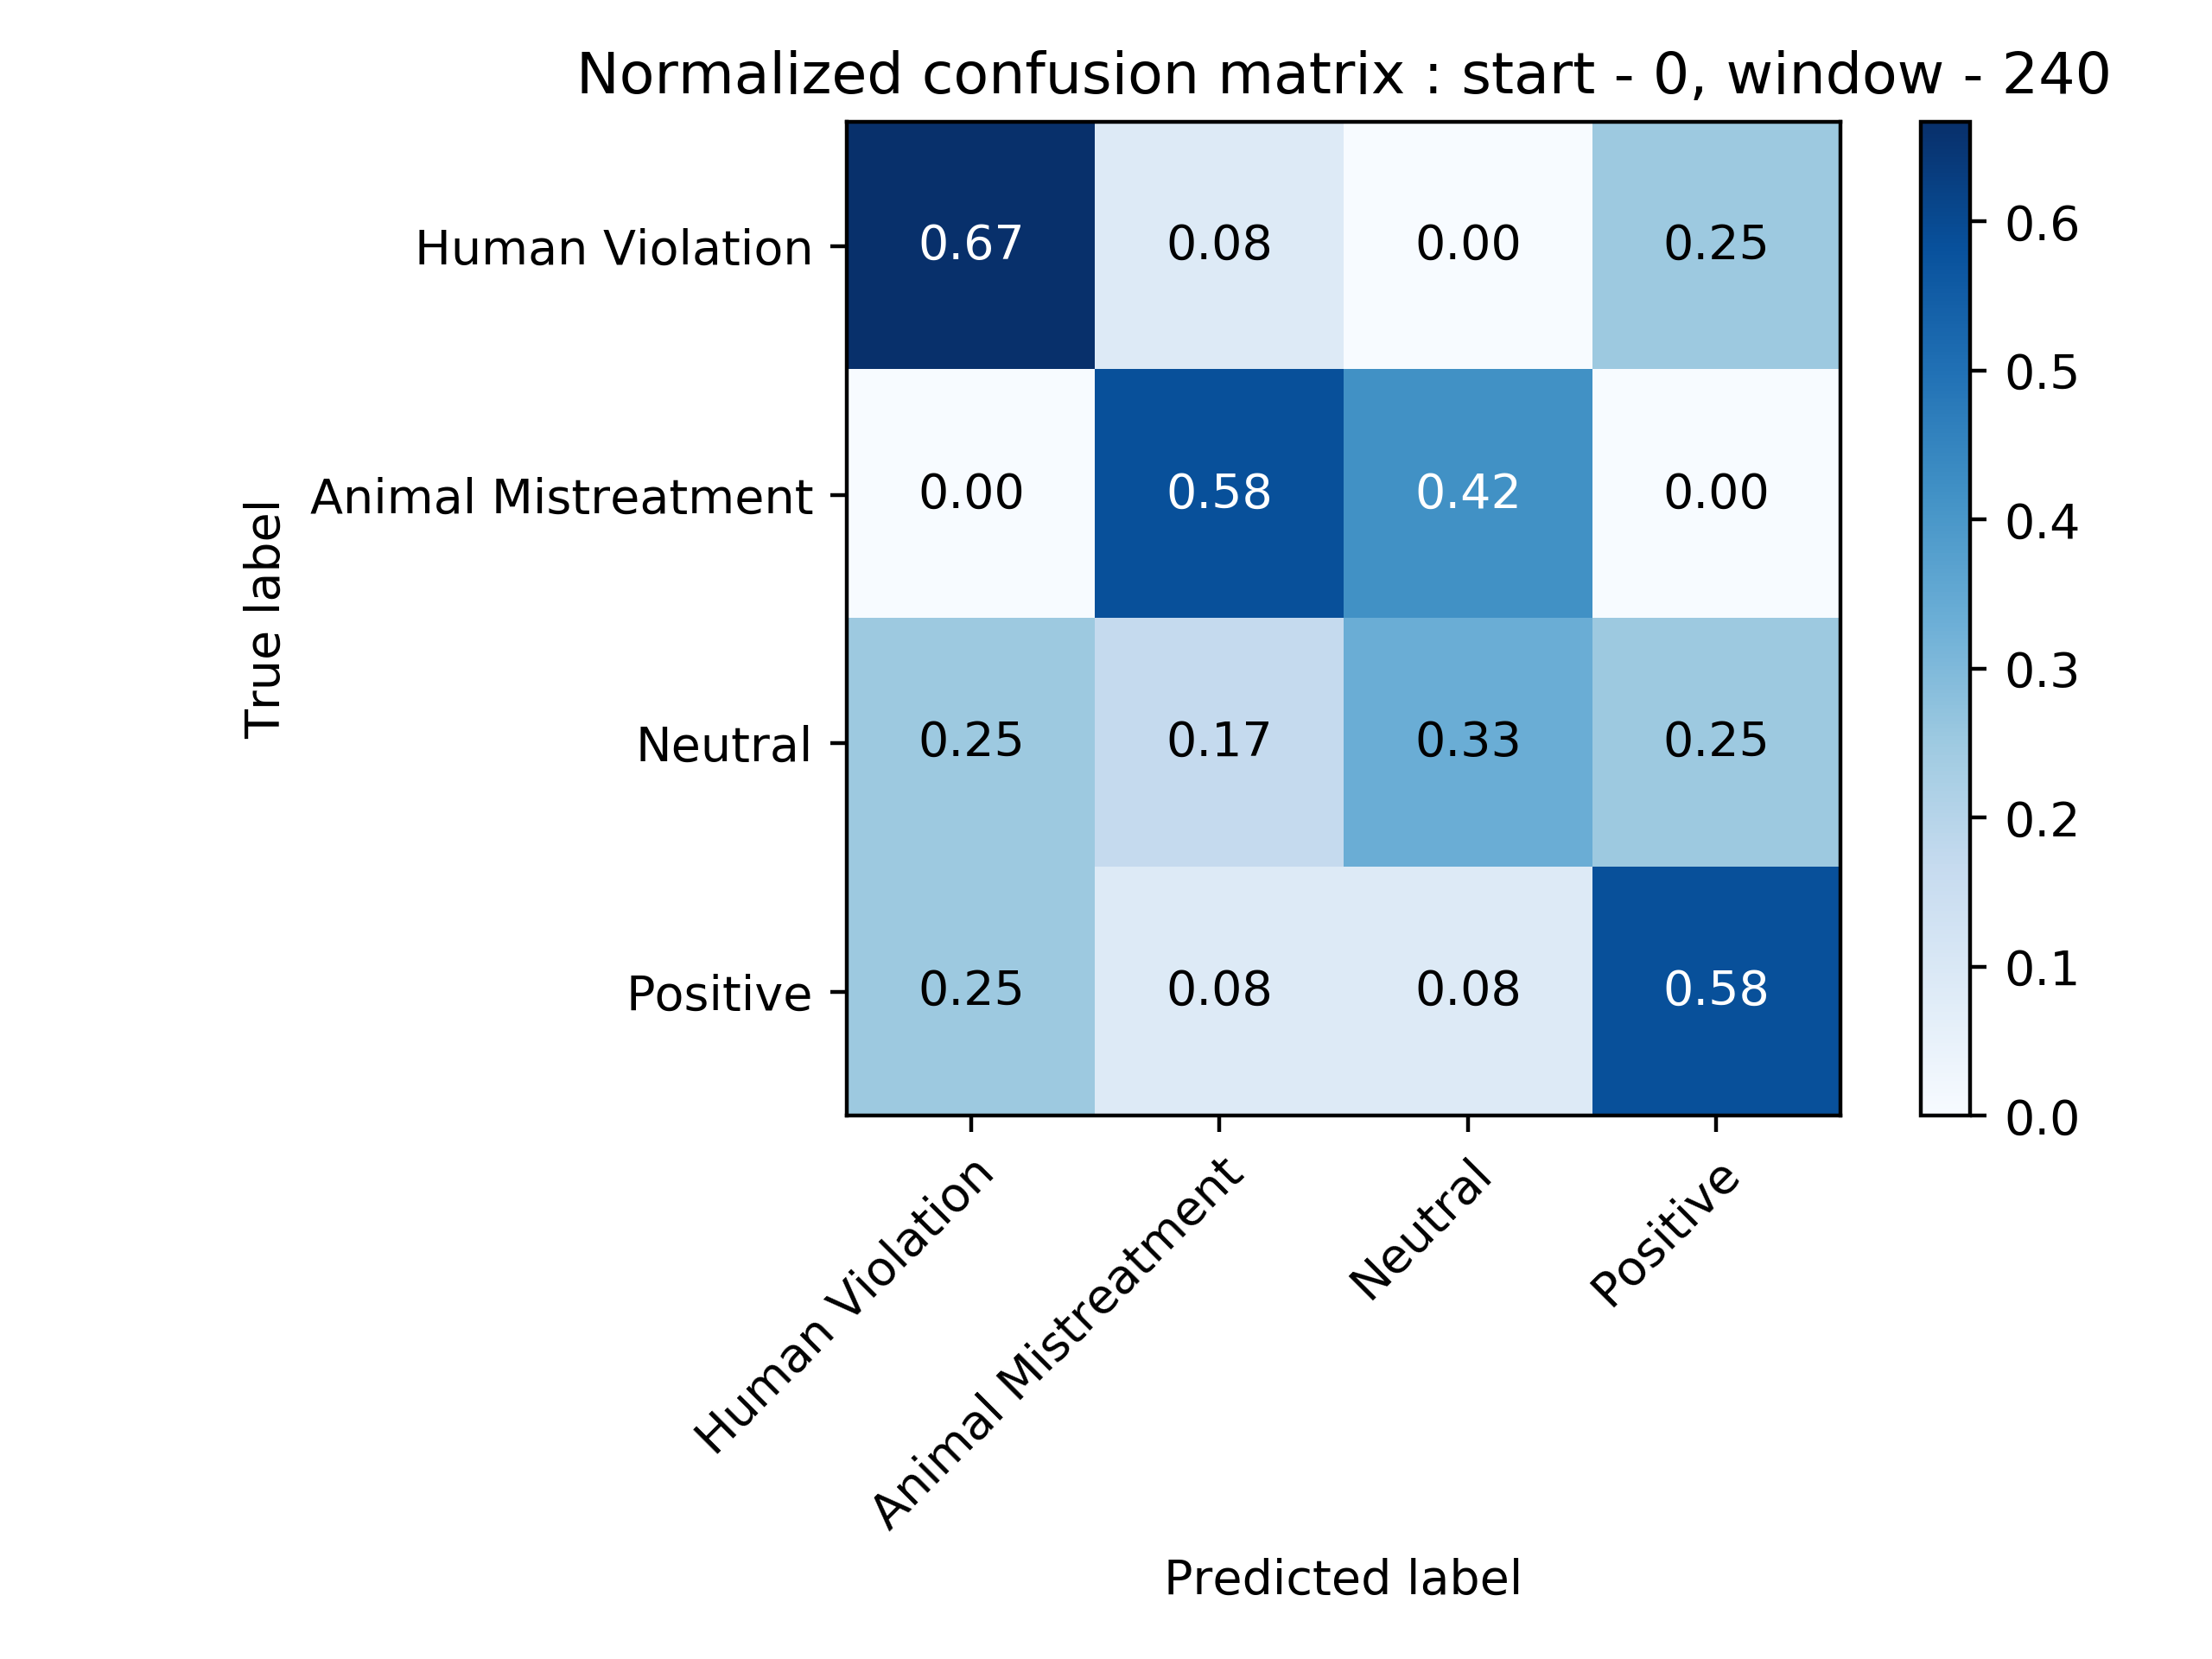 Normalized confusion matrix : start - 0, window - 240
Human Violation
0.67 0.08 0.00 0.25
0.6
0.5
Animal Mistreatment
0.00 0.58 0.42 0.00
0.4
True label
0.3
Neutral
0.25 0.17 0.33 0.25
0.2
Positive
0.25 0.08 0.08 0.58
0.1
0.0
Human Violation
Animal Mistreatment
Neutral
Positive
Predicted label